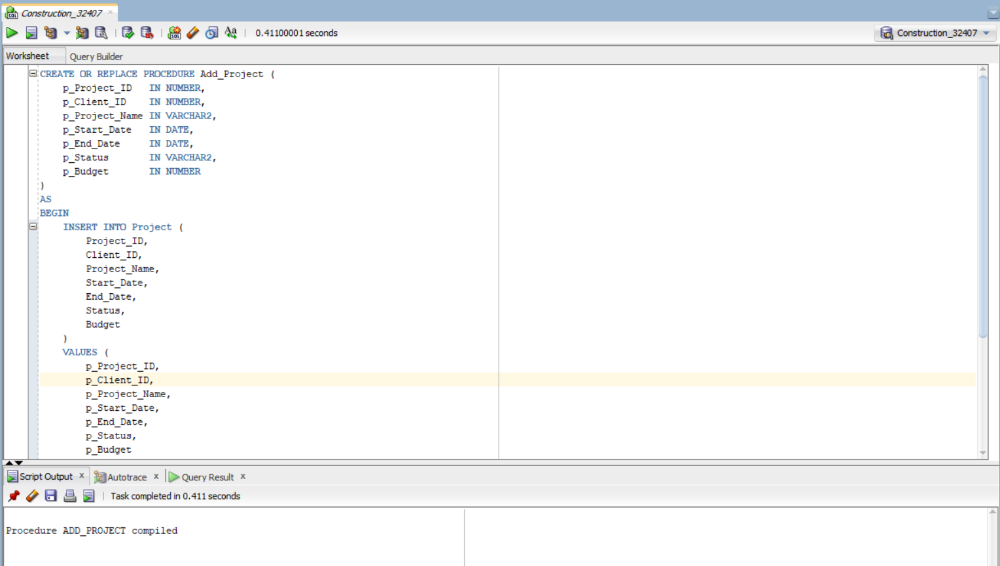 Construction_32407
0.41100001 seconds
Construction_32407
Worksheet
Query Builder
CREATE OR REPLACE PROCEDURE Add_Project (
    p_Project_ID   IN NUMBER,
    p_Client_ID    IN NUMBER,
    p_Project_Name IN VARCHAR2,
    p_Start_Date   IN DATE,
    p_End_Date     IN DATE,
    p_Status       IN VARCHAR2,
    p_Budget       IN NUMBER
)
AS
BEGIN
    INSERT INTO Project (
        Project_ID,
        Client_ID,
        Project_Name,
        Start_Date,
        End_Date,
        Status,
        Budget
    )
    VALUES (
        p_Project_ID,
        p_Client_ID,
        p_Project_Name,
        p_Start_Date,
        p_End_Date,
        p_Status,
        p_Budget
Script Output x Autotrace x Query Result x
Task completed in 0.411 seconds
Procedure ADD_PROJECT compiled